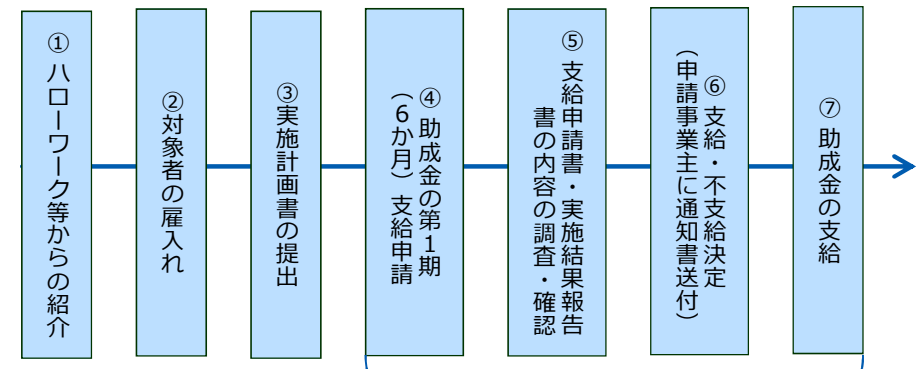 ① ハローワーク等からの紹介
②対象者の雇入れ
③実施計画書の提出
④助成金の第1期
（6か月）支給申請
⑤ 支給申請書・実施結果報告
書の内容の調査・確認
⑥支給・不支給決定
（申請事業主に通知書送付）
⑦ 助成金の支給